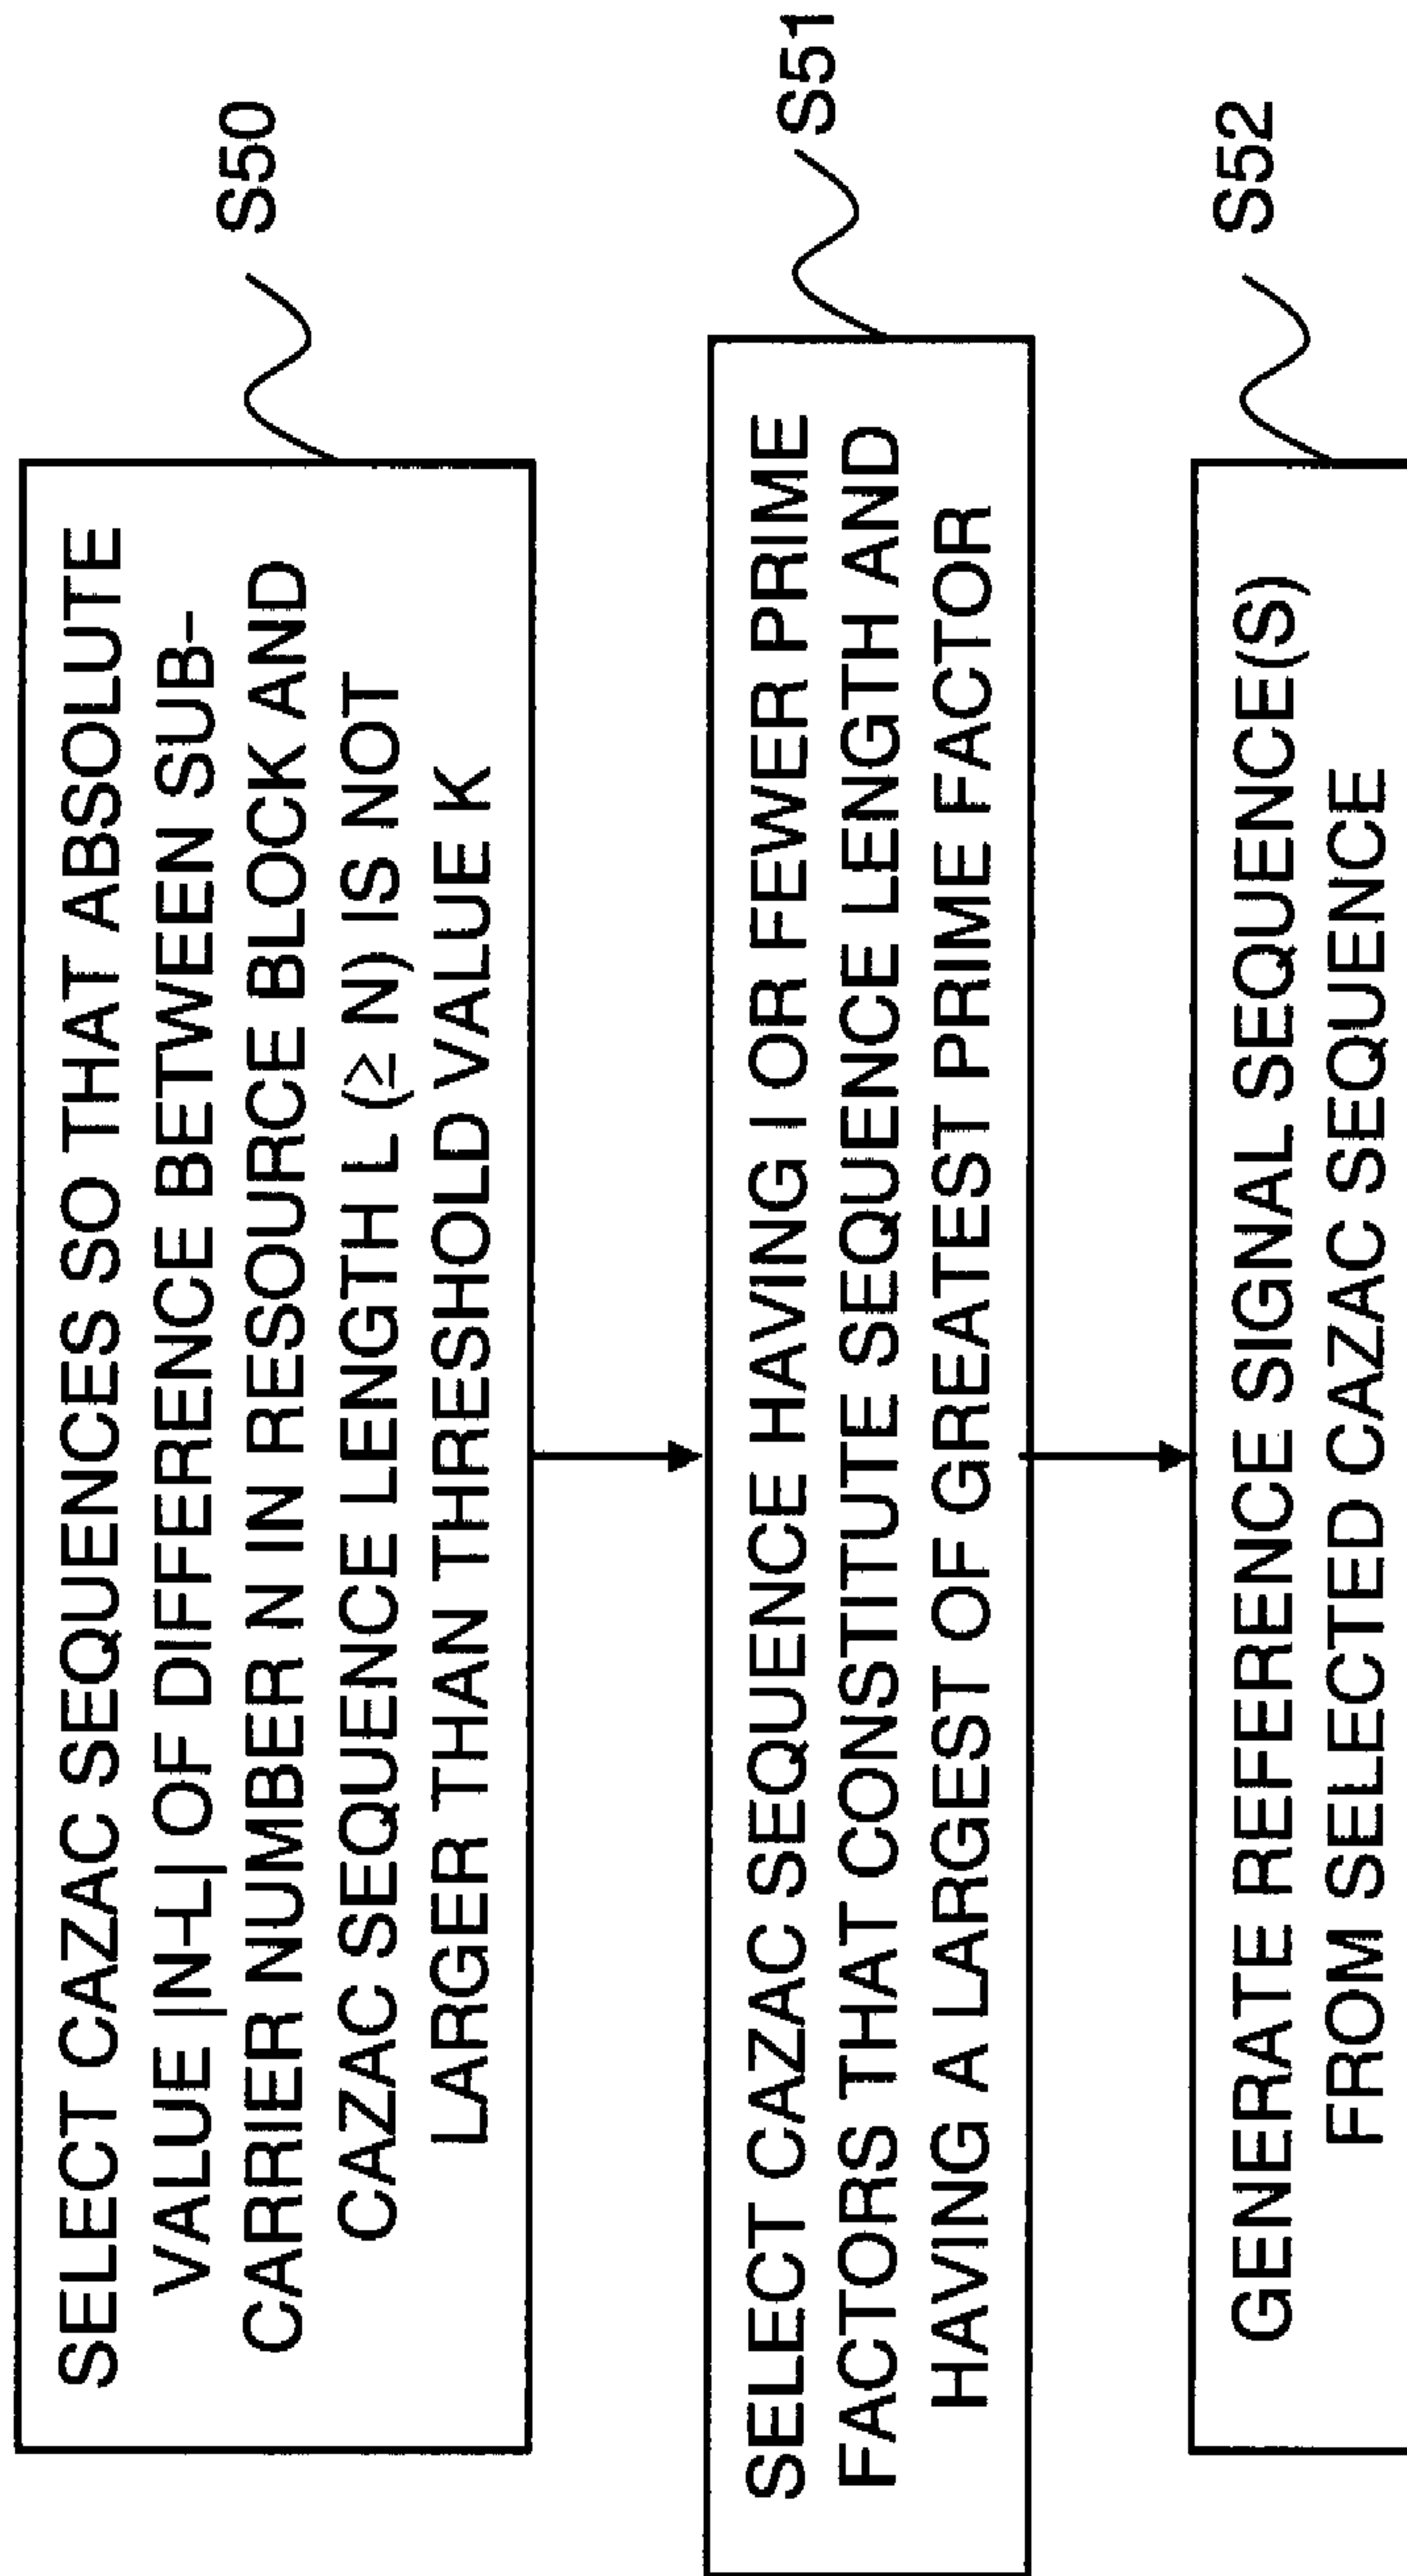 SELECT CAZAC SEQUENCES SO THAT ABSOLUTE
VALUE |N-L| OF DIFFERENCE BETWEEN SUB-
CARRIER NUMBER N IN RESOURCE BLOCK AND
CAZAC SEQUENCE LENGTH L (≥ N) IS NOT
LARGER THAN THRESHOLD VALUE K
S50
SELECT CAZAC SEQUENCE HAVING I OR FEWER PRIME
FACTORS THAT CONSTITUTE SEQUENCE LENGTH AND
HAVING A LARGEST OF GREATEST PRIME FACTOR
S51
GENERATE REFERENCE SIGNAL SEQUENCE(S)
FROM SELECTED CAZAC SEQUENCE
S52